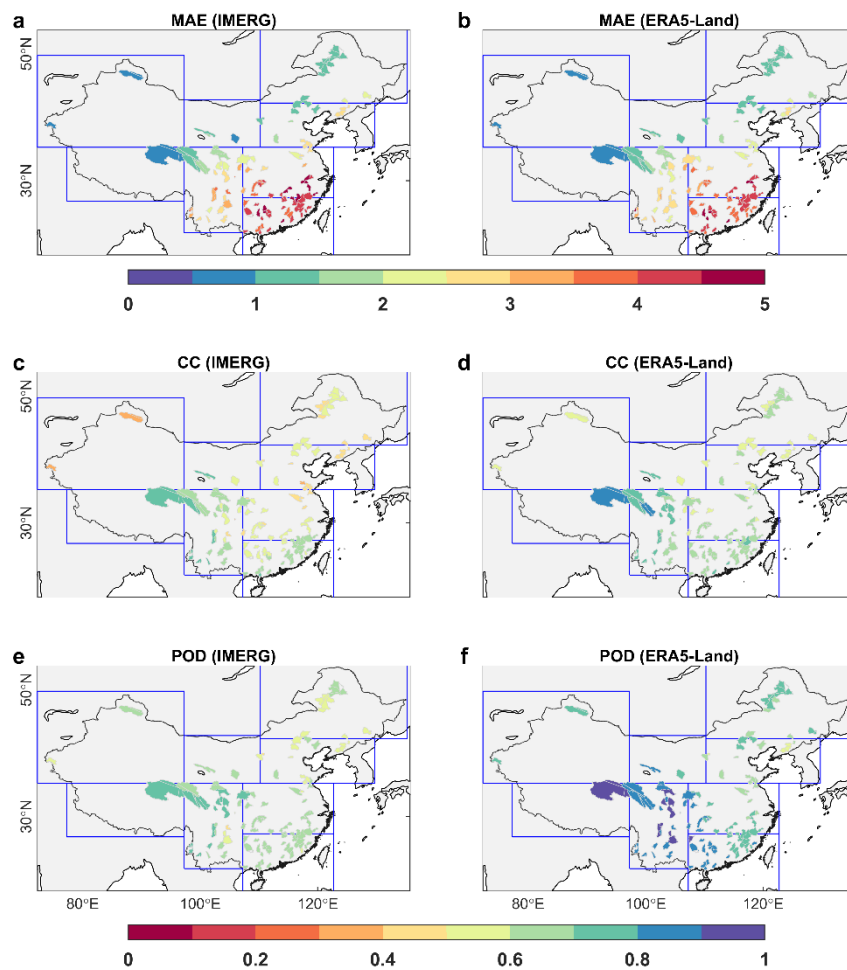 a MAE (IMERG) b MAE (ERA5-Land)
50°N
30°N
0 1 2 3 4 5
c CC (IMERG) d CC (ERA5-Land)
50°N
30°N
e POD (IMERG) f POD (ERA5-Land)
50°N
30°N
80°E 100°E 120°E 80°E 100°E 120°E
0 0.2 0.4 0.6 0.8 1